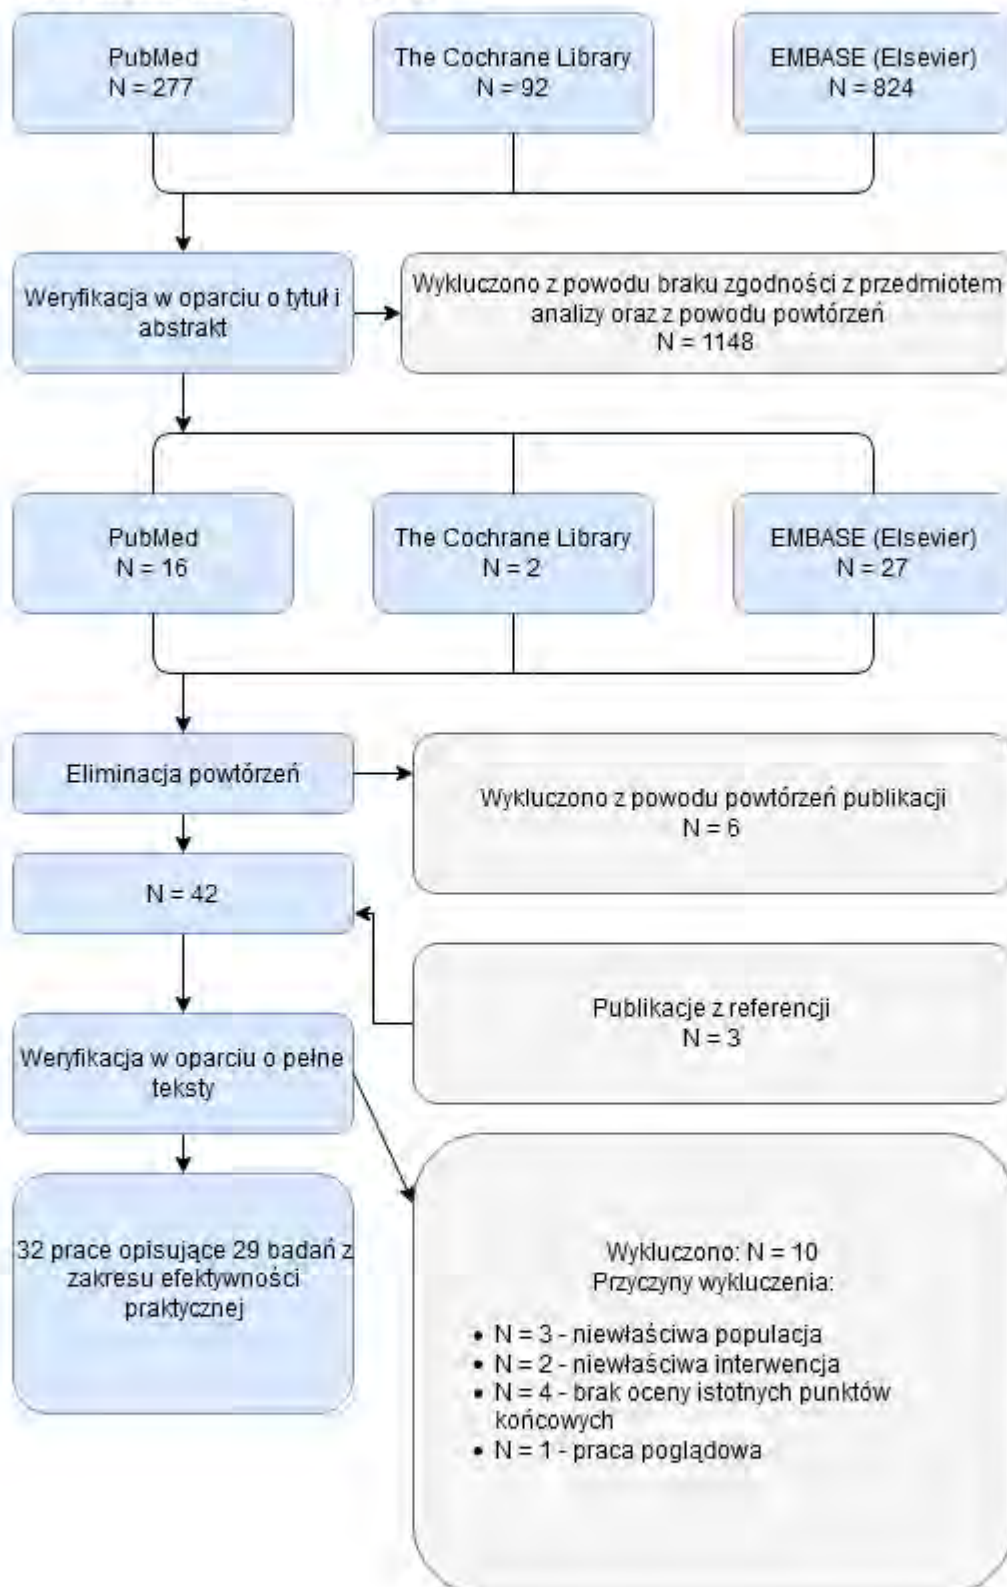 PubMed
N = 277
The Cochrane Library
N = 92
EMBASE (Elsevier)
N = 824
Weryfikacja w oparciu o tytuł i
abstrakt
Wykluczono z powodu braku zgodności z przedmiotem
analizy oraz z powodu powtórzeń
N = 1148
PubMed
N = 16
The Cochrane Library
N = 2
EMBASE (Elsevier)
N = 27
Eliminacja powtórzeń
Wykluczono z powodu powtórzeń publikacji
N = 6
N = 42
Publikacje z referencji
N = 3
Weryfikacja w oparciu o pełne
teksty
32 prace opisujące 29 badań z
zakresu efektywności
praktycznej
Wykluczono: N = 10
Przyczyny wykluczenia:
• N = 3 - niewłaściwa populacja
• N = 2 - niewłaściwa interwencja
• N = 4 - brak oceny istotnych punktów
końcowych
• N = 1 - praca poglądowa